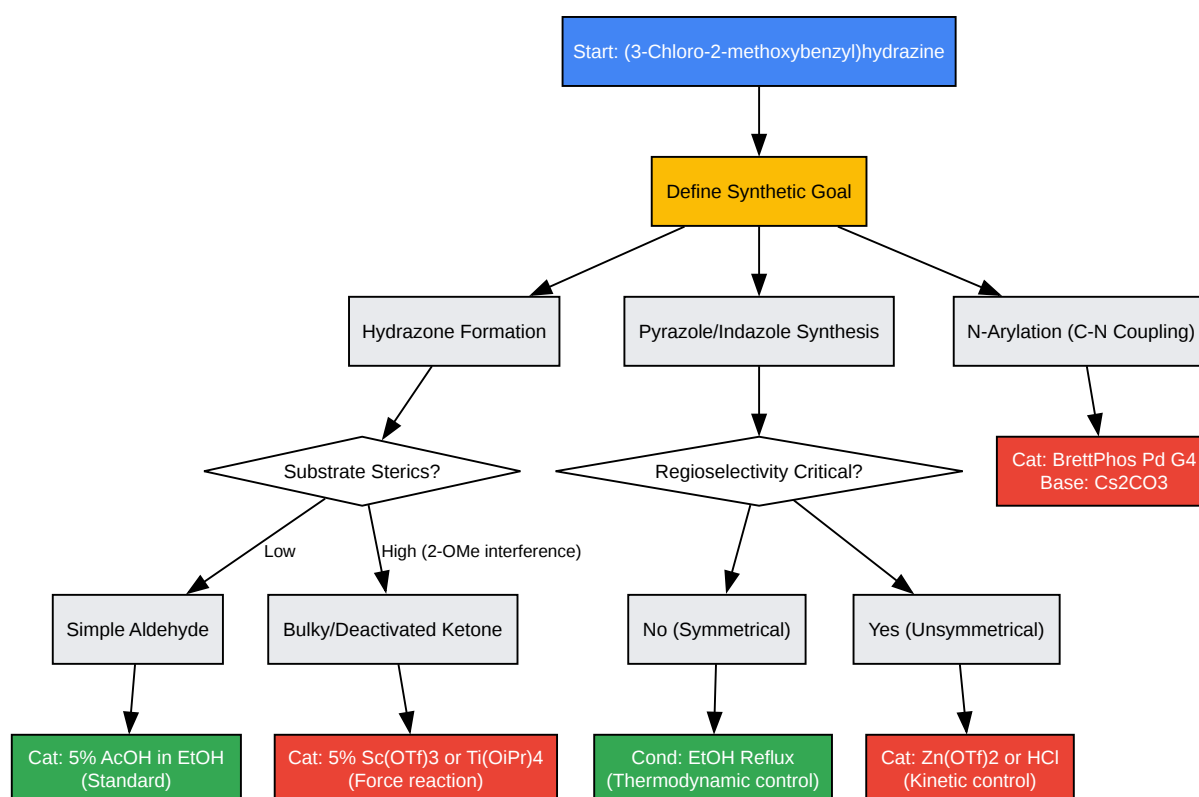 Start: (3-Chloro-2-methoxybenzyl)hydrazine
Define Synthetic Goal
Hydrazone Formation
Pyrazole/Indazole Synthesis
N-Arylation (C-N Coupling)
Substrate Sterics?
Regioselectivity Critical?
Cat: BrettPhos Pd G4
Base: Cs2CO3
Low
High (2-OMe interference)
Simple Aldehyde
Bulky/Deactivated Ketone
No (Symmetrical)
Yes (Unsymmetrical)
Cat: 5% AcOH in EtOH
(Standard)
Cat: 5% Sc(OTf)3 or Ti(OiPr)4
(Force reaction)
Cond: EtOH Reflux
(Thermodynamic control)
Cat: Zn(OTf)2 or HCl
(Kinetic control)